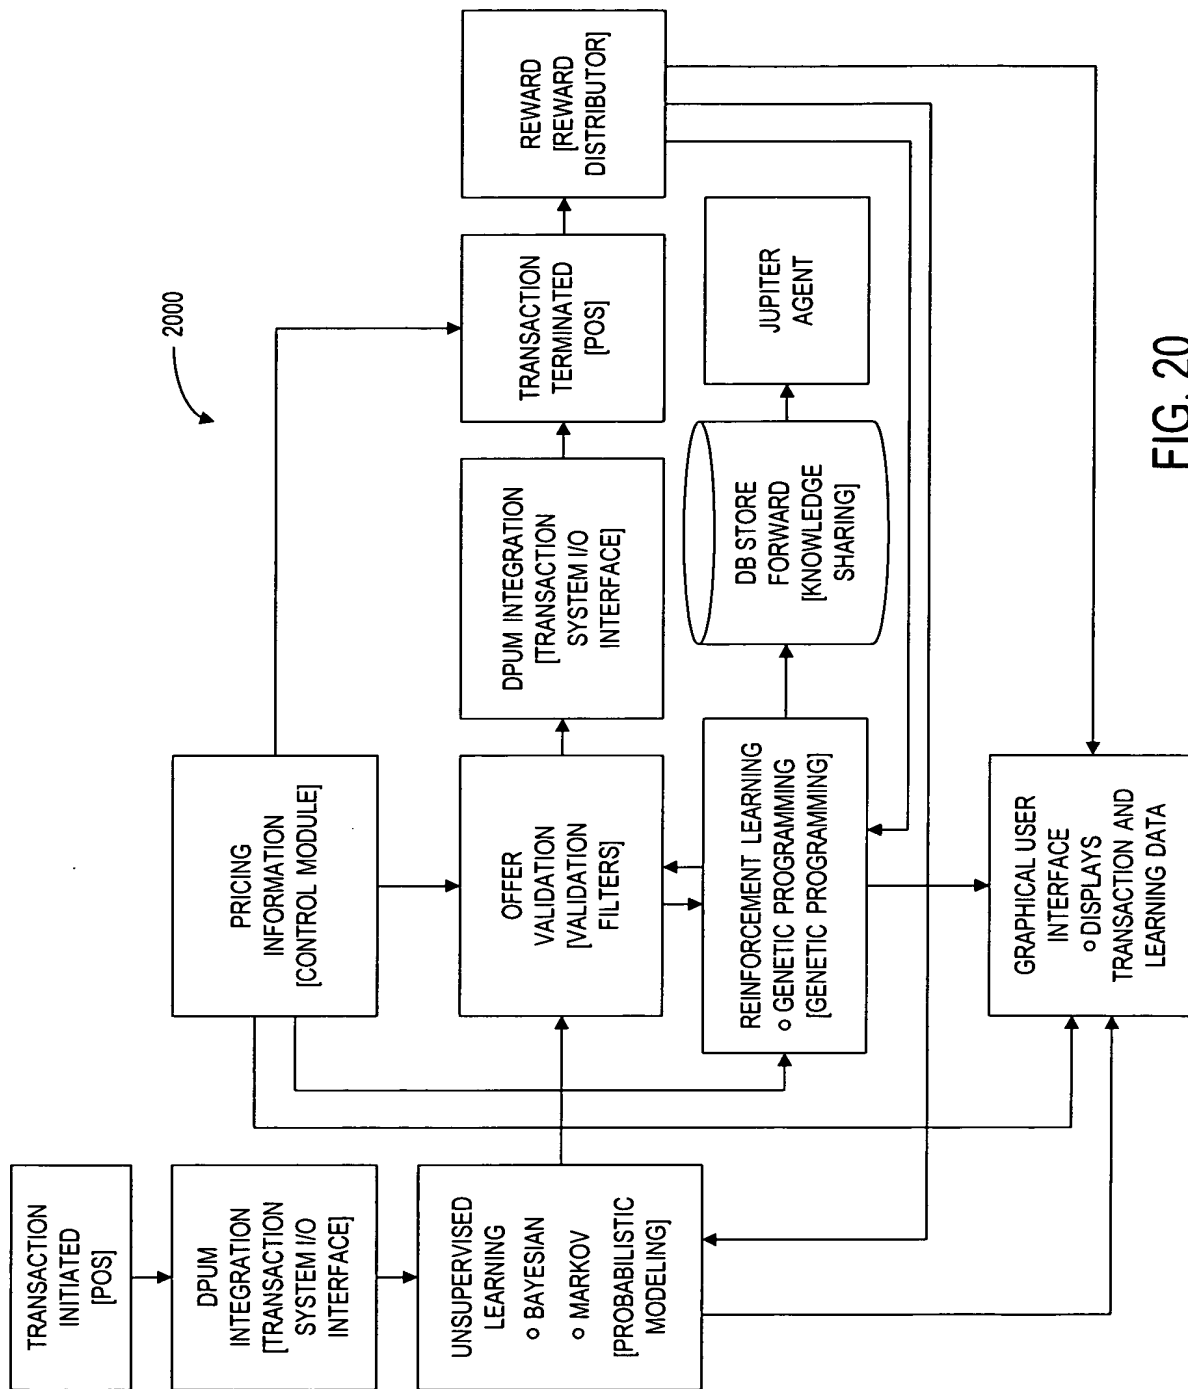 2000
TRANSACTION
INITIATED
[POS]
DPUM
INTEGRATION
[TRANSACTION
SYSTEM I/O
INTERFACE]
UNSUPERVISED
LEARNING
○ BAYESIAN
○ MARKOV
[PROBABILISTIC
MODELING]
PRICING
INFORMATION
[CONTROL MODULE]
OFFER
VALIDATION
[VALIDATION
FILTERS]
REINFORCEMENT LEARNING
○ GENETIC PROGRAMMING
[GENETIC PROGRAMMING]
GRAPHICAL USER
INTERFACE
○ DISPLAYS
TRANSACTION AND
LEARNING DATA
DPUM INTEGRATION
[TRANSACTION
SYSTEM I/O
INTERFACE]
DB STORE
FORWARD
[KNOWLEDGE
SHARING]
TRANSACTION
TERMINATED
[POS]
JUPITER
AGENT
REWARD
[REWARD
DISTRIBUTOR]
FIG. 20